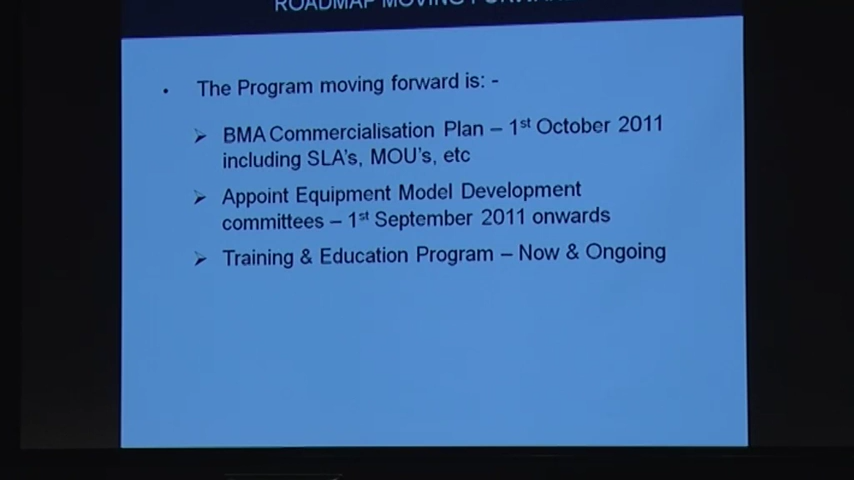 ROADMAP MOVING
• The Program moving forward is: -
➢ BMA Commercialisation Plan – 1st October 2011
including SLA's, MOU's, etc
➢ Appoint Equipment Model Development
committees – 1st September 2011 onwards
➢ Training & Education Program – Now & Ongoing